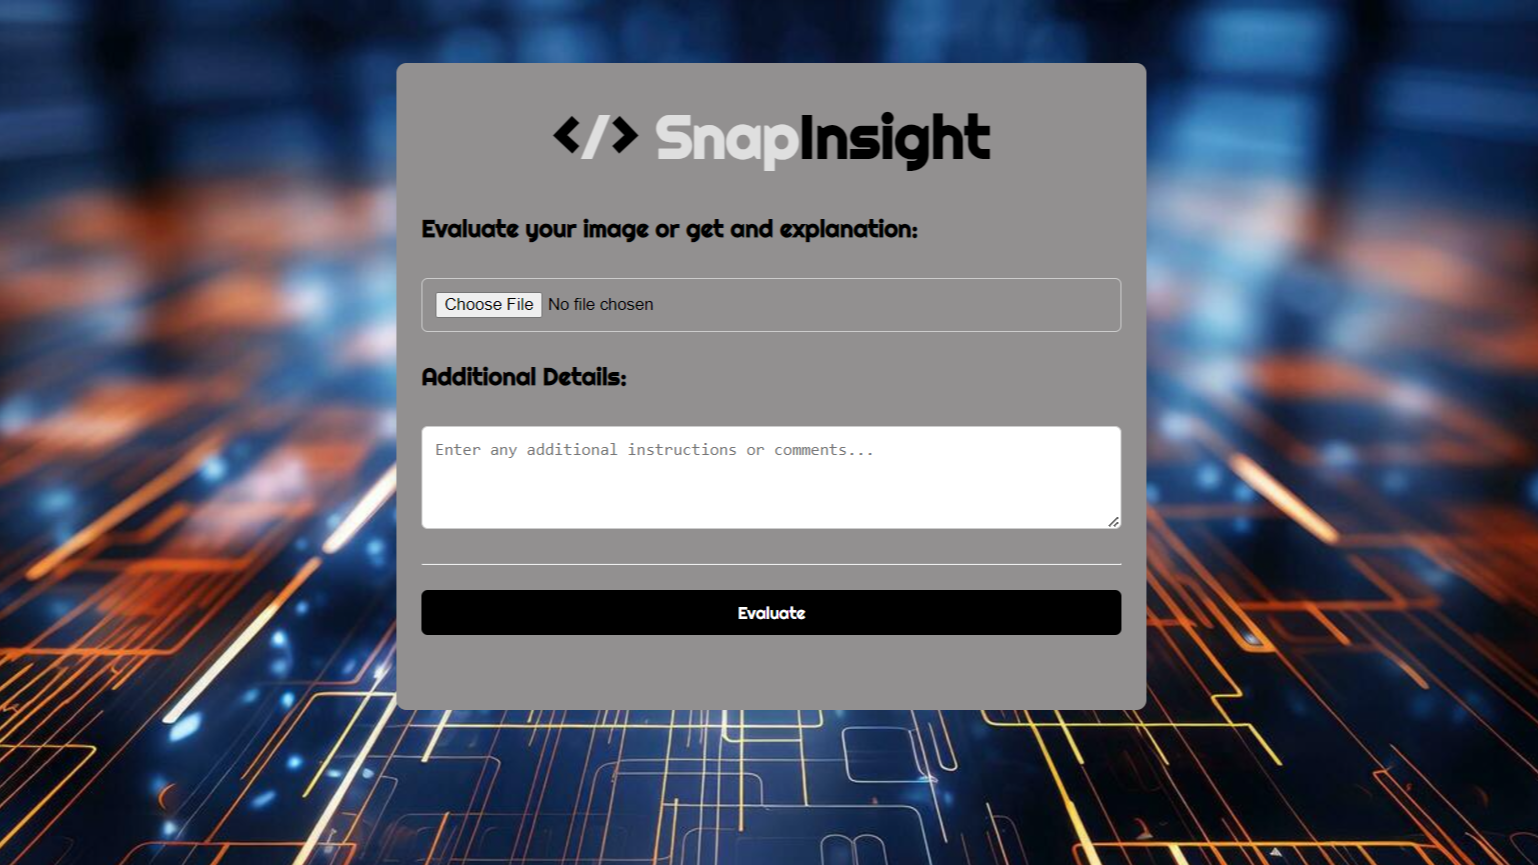 </> SnapInsight
Evaluate your image or get and explanation:
Choose File No file chosen
Additional Details:
Enter any additional instructions or comments...
Evaluate